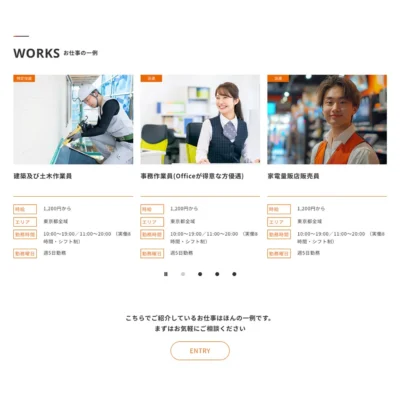 WORKS お仕事の一例
建築及び土木作業員
時給 1,200円から
エリア 東京都全域
勤務時間 10:00〜19:00／11:00〜20:00 （実働8
時間・シフト制）
勤務曜日 週5日勤務
事務作業員(Officeが得意な方優遇)
時給 1,200円から
エリア 東京都全域
勤務時間 10:00〜19:00／11:00〜20:00 （実働8
時間・シフト制）
勤務曜日 週5日勤務
家電量販店販売員
時給 1,200円から
エリア 東京都全域
勤務時間 10:00〜19:00／11:00〜20:00 （実働8
時間・シフト制）
勤務曜日 週5日勤務
こちらでご紹介しているお仕事はほんの一例です。
まずはお気軽にご相談ください
ENTRY